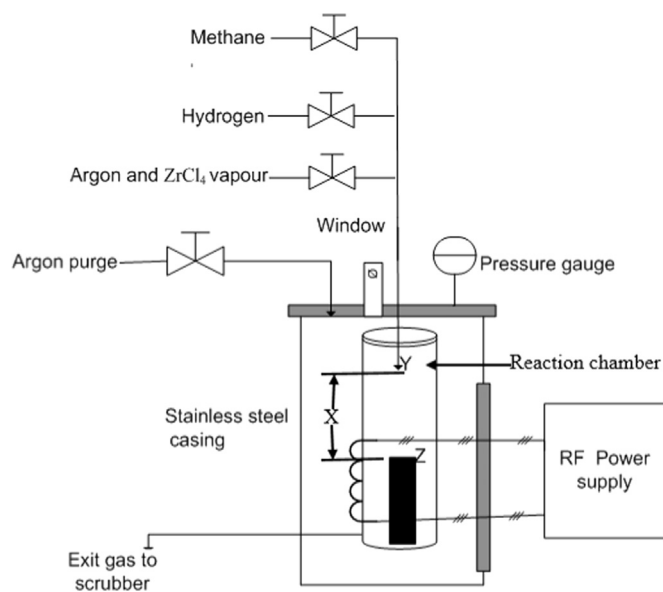 Methane
Hydrogen
Argon and ZrCl₄ vapour
Window
Argon purge
Pressure gauge
Y
Reaction chamber
X
Stainless steel
casing
Z
RF Power
supply
Exit gas to
scrubber